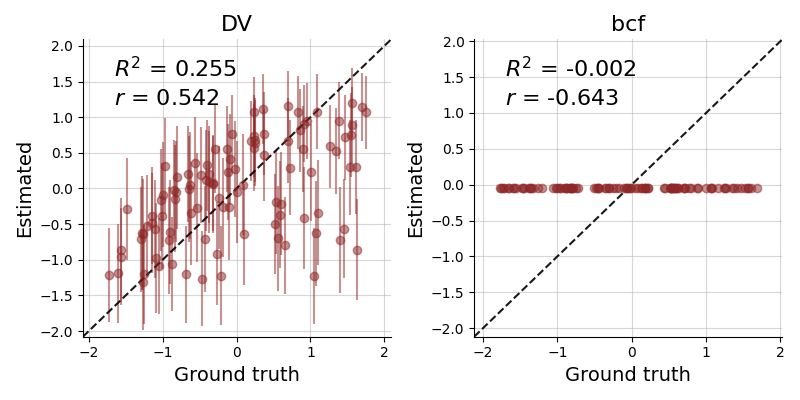 DV
R² = 0.255
r = 0.542
2.0
1.5
1.0
0.5
0.0
−0.5
−1.0
−1.5
−2.0
Estimated
−2 −1 0 1 2
Ground truth
bcf
R² = -0.002
r = -0.643
2.0
1.5
1.0
0.5
0.0
−0.5
−1.0
−1.5
−2.0
Estimated
−2 −1 0 1 2
Ground truth